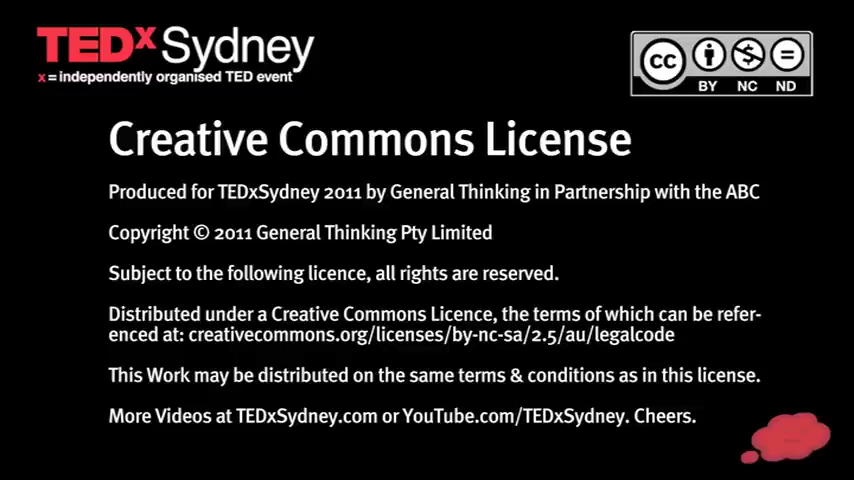 TEDxSydney
x = independently organised TED event
cc
BY NC ND
Creative Commons License
Produced for TEDxSydney 2011 by General Thinking in Partnership with the ABC
Copyright © 2011 General Thinking Pty Limited
Subject to the following licence, all rights are reserved.
Distributed under a Creative Commons Licence, the terms of which can be refer-
enced at: creativecommons.org/licenses/by-nc-sa/2.5/au/legalcode
This Work may be distributed on the same terms & conditions as in this license.
More Videos at TEDxSydney.com or YouTube.com/TEDxSydney. Cheers.